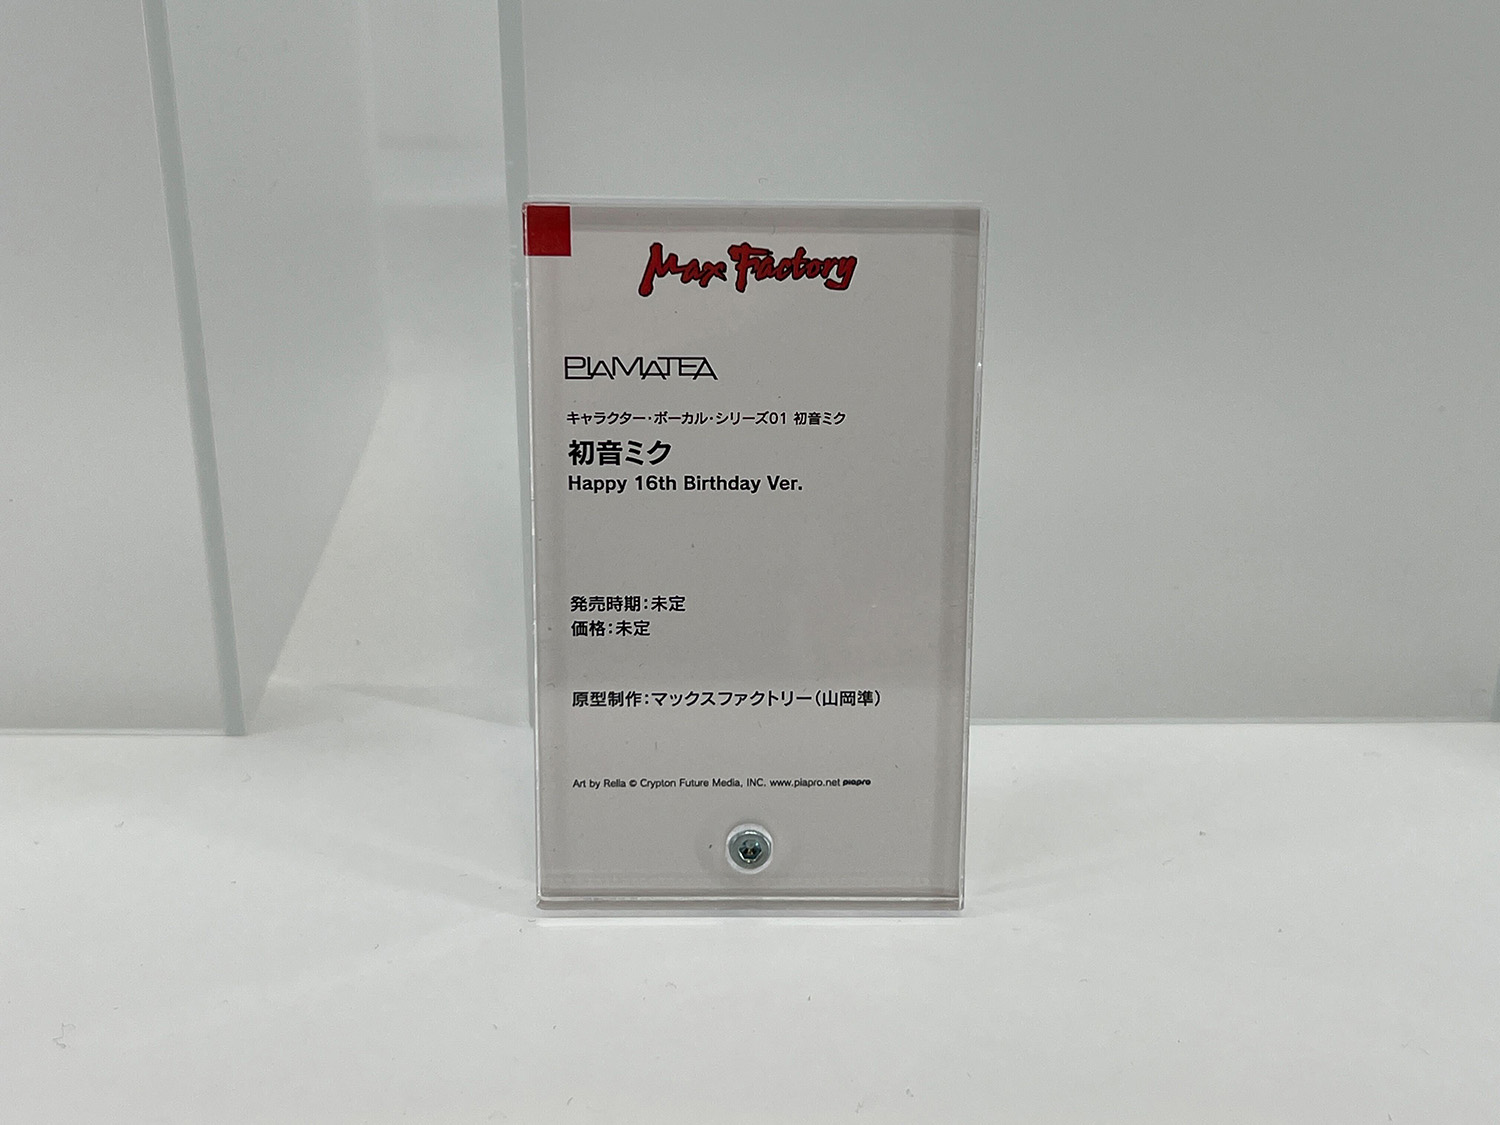 Max Factory
PLAMATEA
キャラクター・ボーカル・シリーズ01 初音ミク
初音ミク
Happy 16th Birthday Ver.
発売時期：未定
価格：未定
原型制作：マックスファクトリー（山岡準）
Art by Rella © Crypton Future Media, INC. www.piapro.net piapro